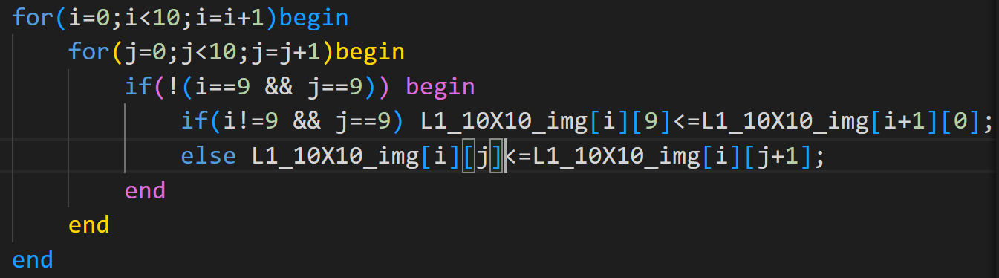 for(i=0;i<10;i=i+1)begin
    for(j=0;j<10;j=j+1)begin
        if(!(i==9 && j==9)) begin
            if(i!=9 && j==9) L1_10X10_img[i][9]<=L1_10X10_img[i+1][0];
            else L1_10X10_img[i][j]<=L1_10X10_img[i][j+1];
        end
    end
end